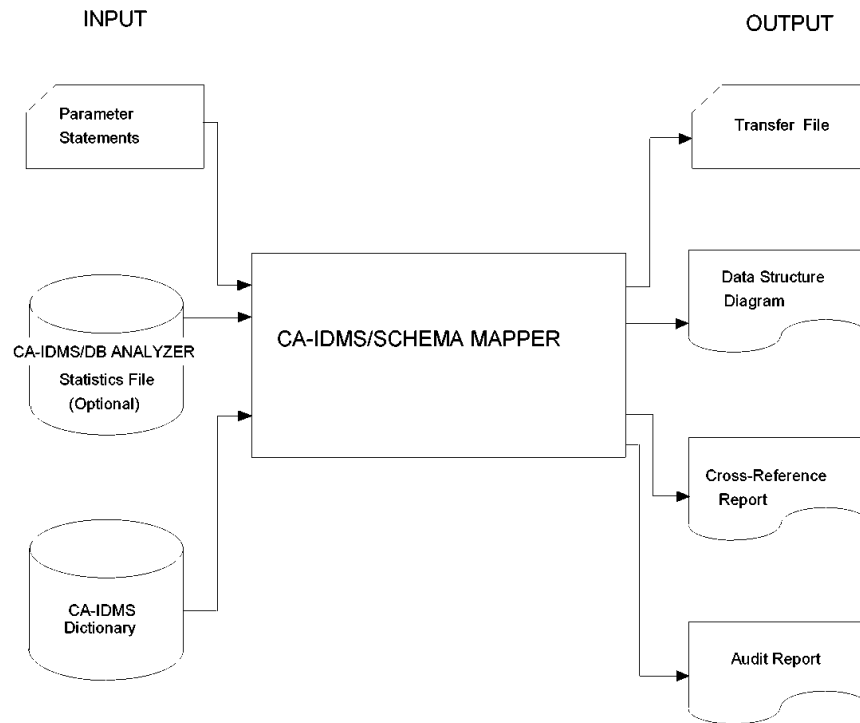 INPUT
OUTPUT
Parameter
Statements
Transfer File
CA-IDMS/DB ANALYZER
Statistics File
(Optional)
CA-IDMS/SCHEMA MAPPER
Data Structure
Diagram
Cross-Reference
Report
CA-IDMS
Dictionary
Audit Report